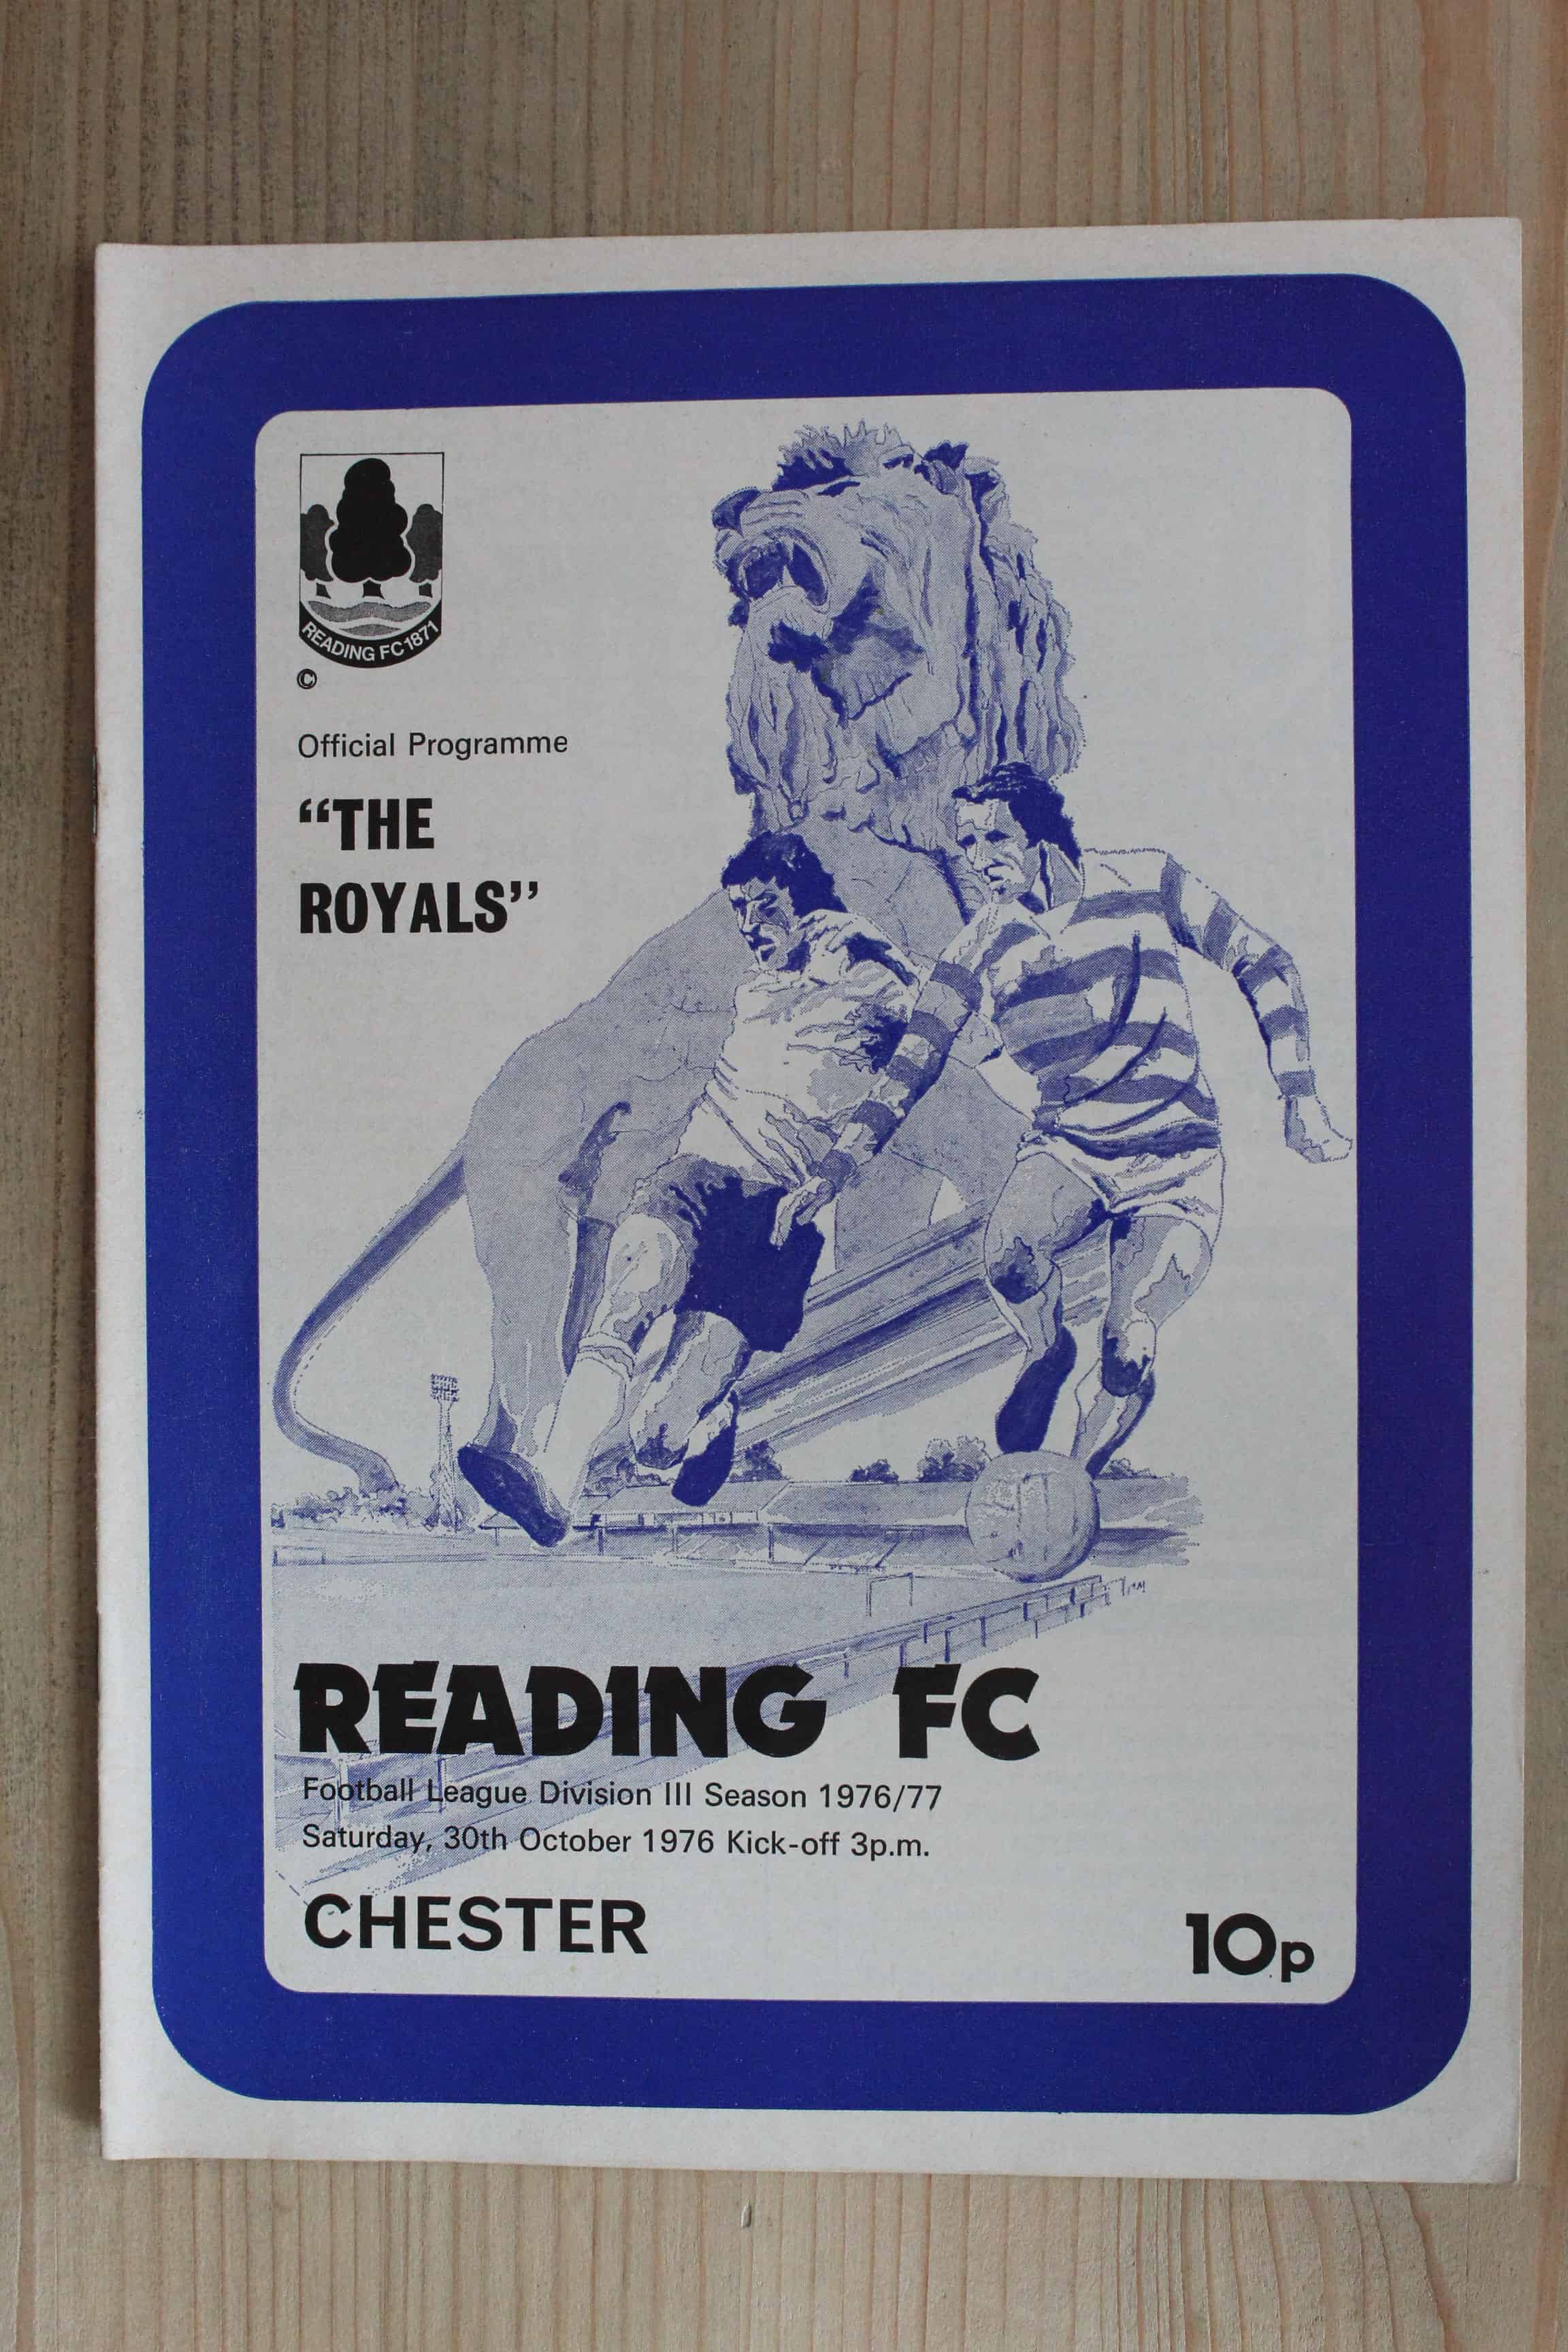 READING FC 1871
©
Official Programme
“THE
ROYALS”
READING FC
Football League Division III Season 1976/77
Saturday, 30th October 1976 Kick-off 3p.m.
CHESTER
10p